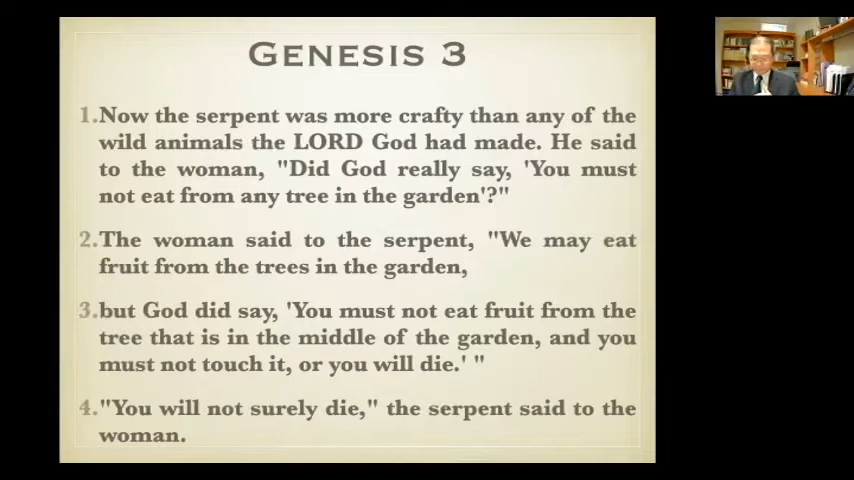 GENESIS 3
1.Now the serpent was more crafty than any of the
wild animals the LORD God had made. He said
to the woman, "Did God really say, 'You must
not eat from any tree in the garden'?"
2.The woman said to the serpent, "We may eat
fruit from the trees in the garden,
3.but God did say, 'You must not eat fruit from the
tree that is in the middle of the garden, and you
must not touch it, or you will die.' "
4."You will not surely die," the serpent said to the
woman.